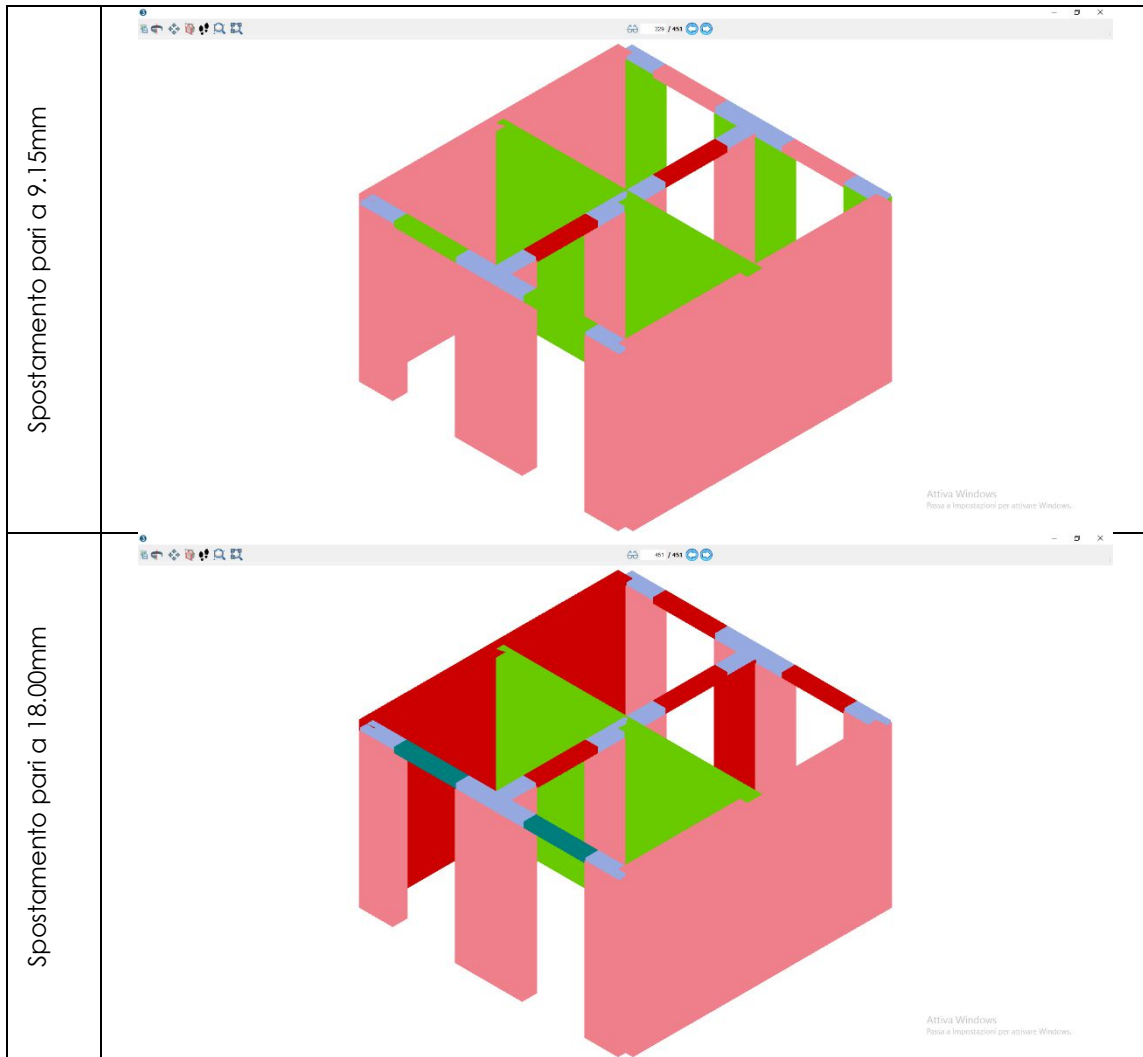 Spostamento pari a 9.15mm
329 / 451
Attiva Windows
Passa a Impostazioni per attivare Windows.
Spostamento pari a 18.00mm
451 / 451
Attiva Windows
Passa a Impostazioni per attivare Windows.